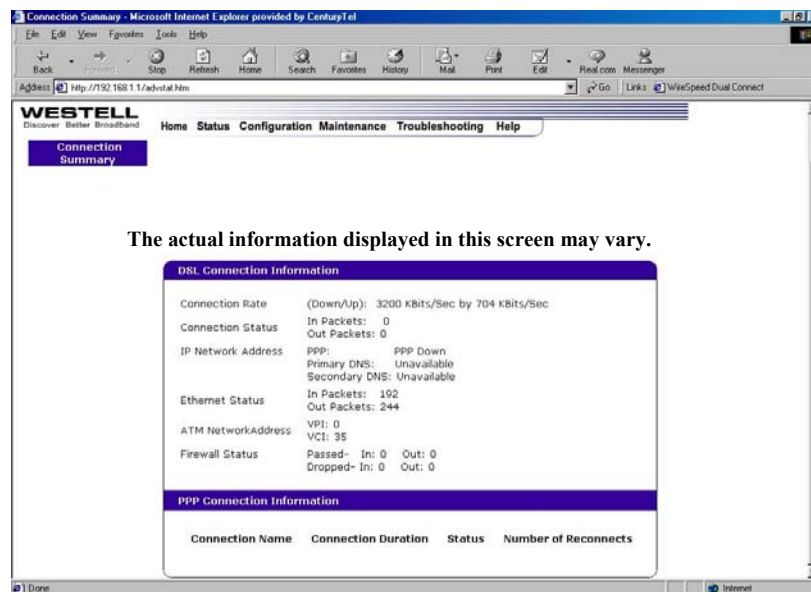 Connection Summary - Microsoft Internet Explorer provided by CenturyTel
File Edit View Favorites Tools Help
Back Forward Stop Refresh Home Search Favorites History Mail Print Edit Real.com Messenger
Address http://192.168.1.1/advstat.htm Go Links WireSpeed Dual Connect
WESTELL
Discover Better Broadband
Home Status Configuration Maintenance Troubleshooting Help
Connection
Summary
The actual information displayed in this screen may vary.
DSL Connection Information
Connection Rate (Down/Up): 3200 KBits/Sec by 704 KBits/Sec
Connection Status In Packets: 0
Out Packets: 0
IP Network Address PPP: PPP Down
Primary DNS: Unavailable
Secondary DNS: Unavailable
Ethernet Status In Packets: 192
Out Packets: 244
ATM NetworkAddress VPI: 0
VCI: 35
Firewall Status Passed- In: 0 Out: 0
Dropped- In: 0 Out: 0
PPP Connection Information
Connection Name Connection Duration Status Number of Reconnects
Done Internet